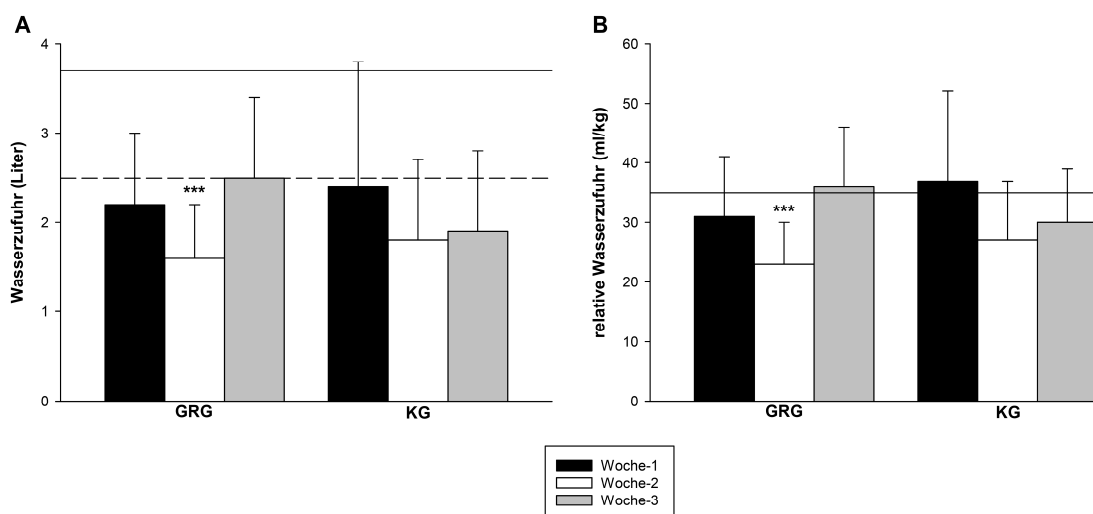 A
Wasserzufuhr (Liter)
4
3
2
1
0
***
GRG
KG
B
relative Wasserzufuhr (ml/kg)
60
50
40
30
20
10
0
***
GRG
KG
Woche-1
Woche-2
Woche-3